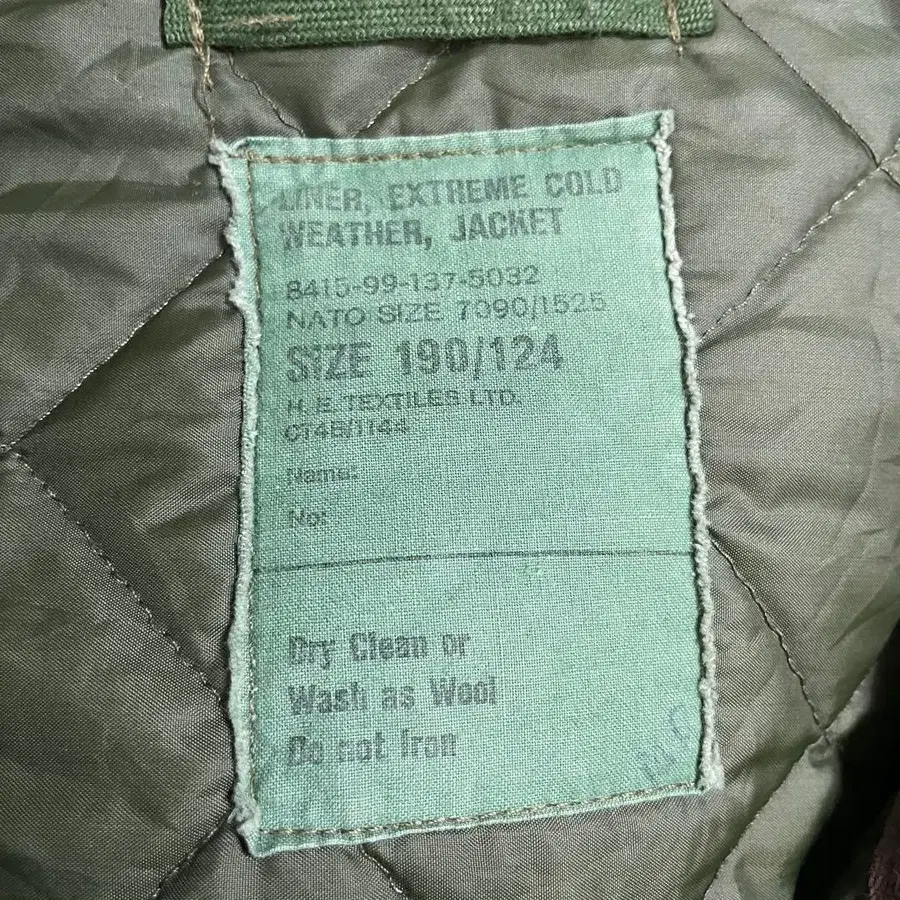 LINER, EXTREME COLD
WEATHER, JACKET
8415-99-137-5032
NATO SIZE 7090/1525
SIZE 190/124
H. E. TEXTILES LTD.
CT4B/1144
Name:
No:
Dry Clean or
Wash as Wool
Do not Iron